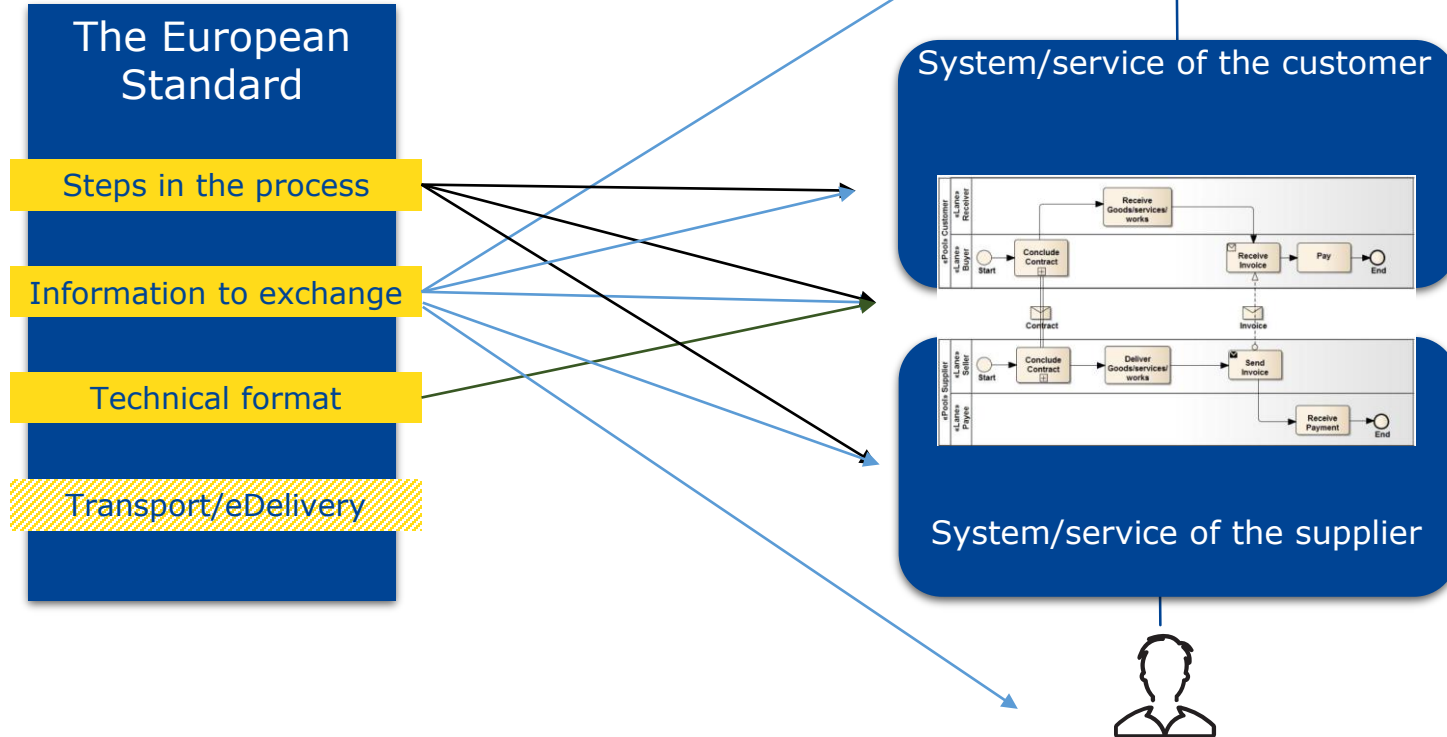 The European
Standard
Steps in the process
Information to exchange
Technical format
Transport/eDelivery
System/service of the customer
«Pool» Customer
«Lane»
Receiver
Receive
Goods/services/
works
«Lane»
Buyer
Start
Conclude
Contract
Receive
Invoice
Pay
End
Contract
Invoice
«Pool» Supplier
«Lane»
Seller
Start
Conclude
Contract
Deliver
Goods/services/
works
Send
Invoice
«Lane»
Payee
Receive
Payment
End
System/service of the supplier